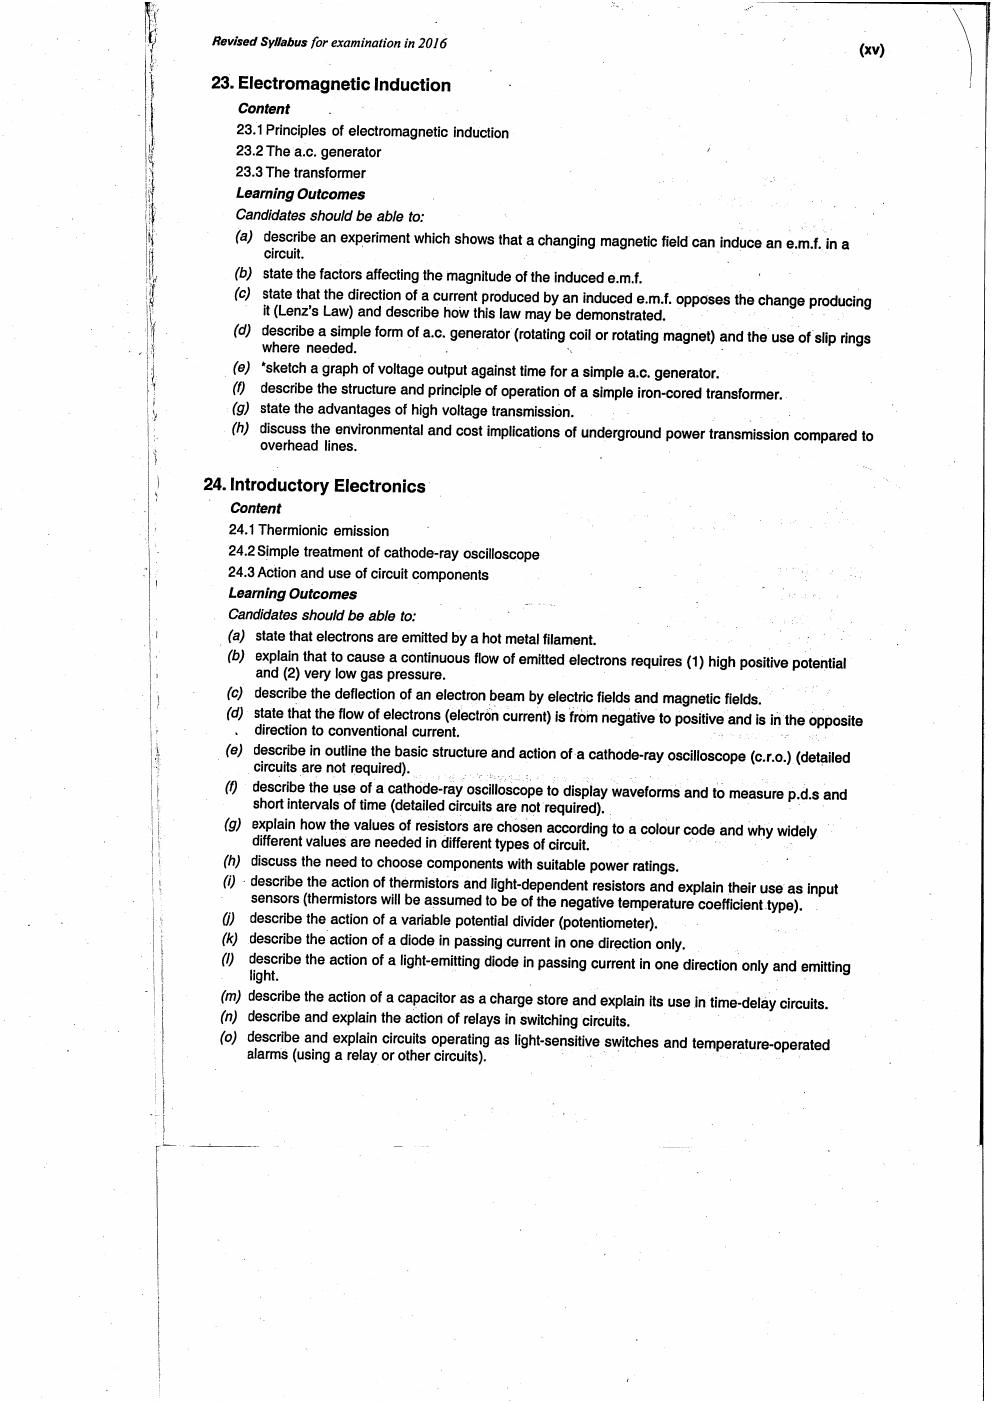 Revised Syllabus for examination in 2016
(xv)
23. Electromagnetic Induction
Content
23.1 Principles of electromagnetic induction
23.2 The a.c. generator
23.3 The transformer
Learning Outcomes
Candidates should be able to:
(a) describe an experiment which shows that a changing magnetic field can induce an e.m.f. in a
circuit.
(b) state the factors affecting the magnitude of the induced e.m.f.
(c) state that the direction of a current produced by an induced e.m.f. opposes the change producing
it (Lenz's Law) and describe how this law may be demonstrated.
(d) describe a simple form of a.c. generator (rotating coil or rotating magnet) and the use of slip rings
where needed.
(e) *sketch a graph of voltage output against time for a simple a.c. generator.
(f) describe the structure and principle of operation of a simple iron-cored transformer.
(g) state the advantages of high voltage transmission.
(h) discuss the environmental and cost implications of underground power transmission compared to
overhead lines.
24. Introductory Electronics
Content
24.1 Thermionic emission
24.2 Simple treatment of cathode-ray oscilloscope
24.3 Action and use of circuit components
Learning Outcomes
Candidates should be able to:
(a) state that electrons are emitted by a hot metal filament.
(b) explain that to cause a continuous flow of emitted electrons requires (1) high positive potential
and (2) very low gas pressure.
(c) describe the deflection of an electron beam by electric fields and magnetic fields.
(d) state that the flow of electrons (electron current) is from negative to positive and is in the opposite
direction to conventional current.
(e) describe in outline the basic structure and action of a cathode-ray oscilloscope (c.r.o.) (detailed
circuits are not required).
(f) describe the use of a cathode-ray oscilloscope to display waveforms and to measure p.d.s and
short intervals of time (detailed circuits are not required).
(g) explain how the values of resistors are chosen according to a colour code and why widely
different values are needed in different types of circuit.
(h) discuss the need to choose components with suitable power ratings.
(i) describe the action of thermistors and light-dependent resistors and explain their use as input
sensors (thermistors will be assumed to be of the negative temperature coefficient type).
(j) describe the action of a variable potential divider (potentiometer).
(k) describe the action of a diode in passing current in one direction only.
(l) describe the action of a light-emitting diode in passing current in one direction only and emitting
light.
(m) describe the action of a capacitor as a charge store and explain its use in time-delay circuits.
(n) describe and explain the action of relays in switching circuits.
(o) describe and explain circuits operating as light-sensitive switches and temperature-operated
alarms (using a relay or other circuits).